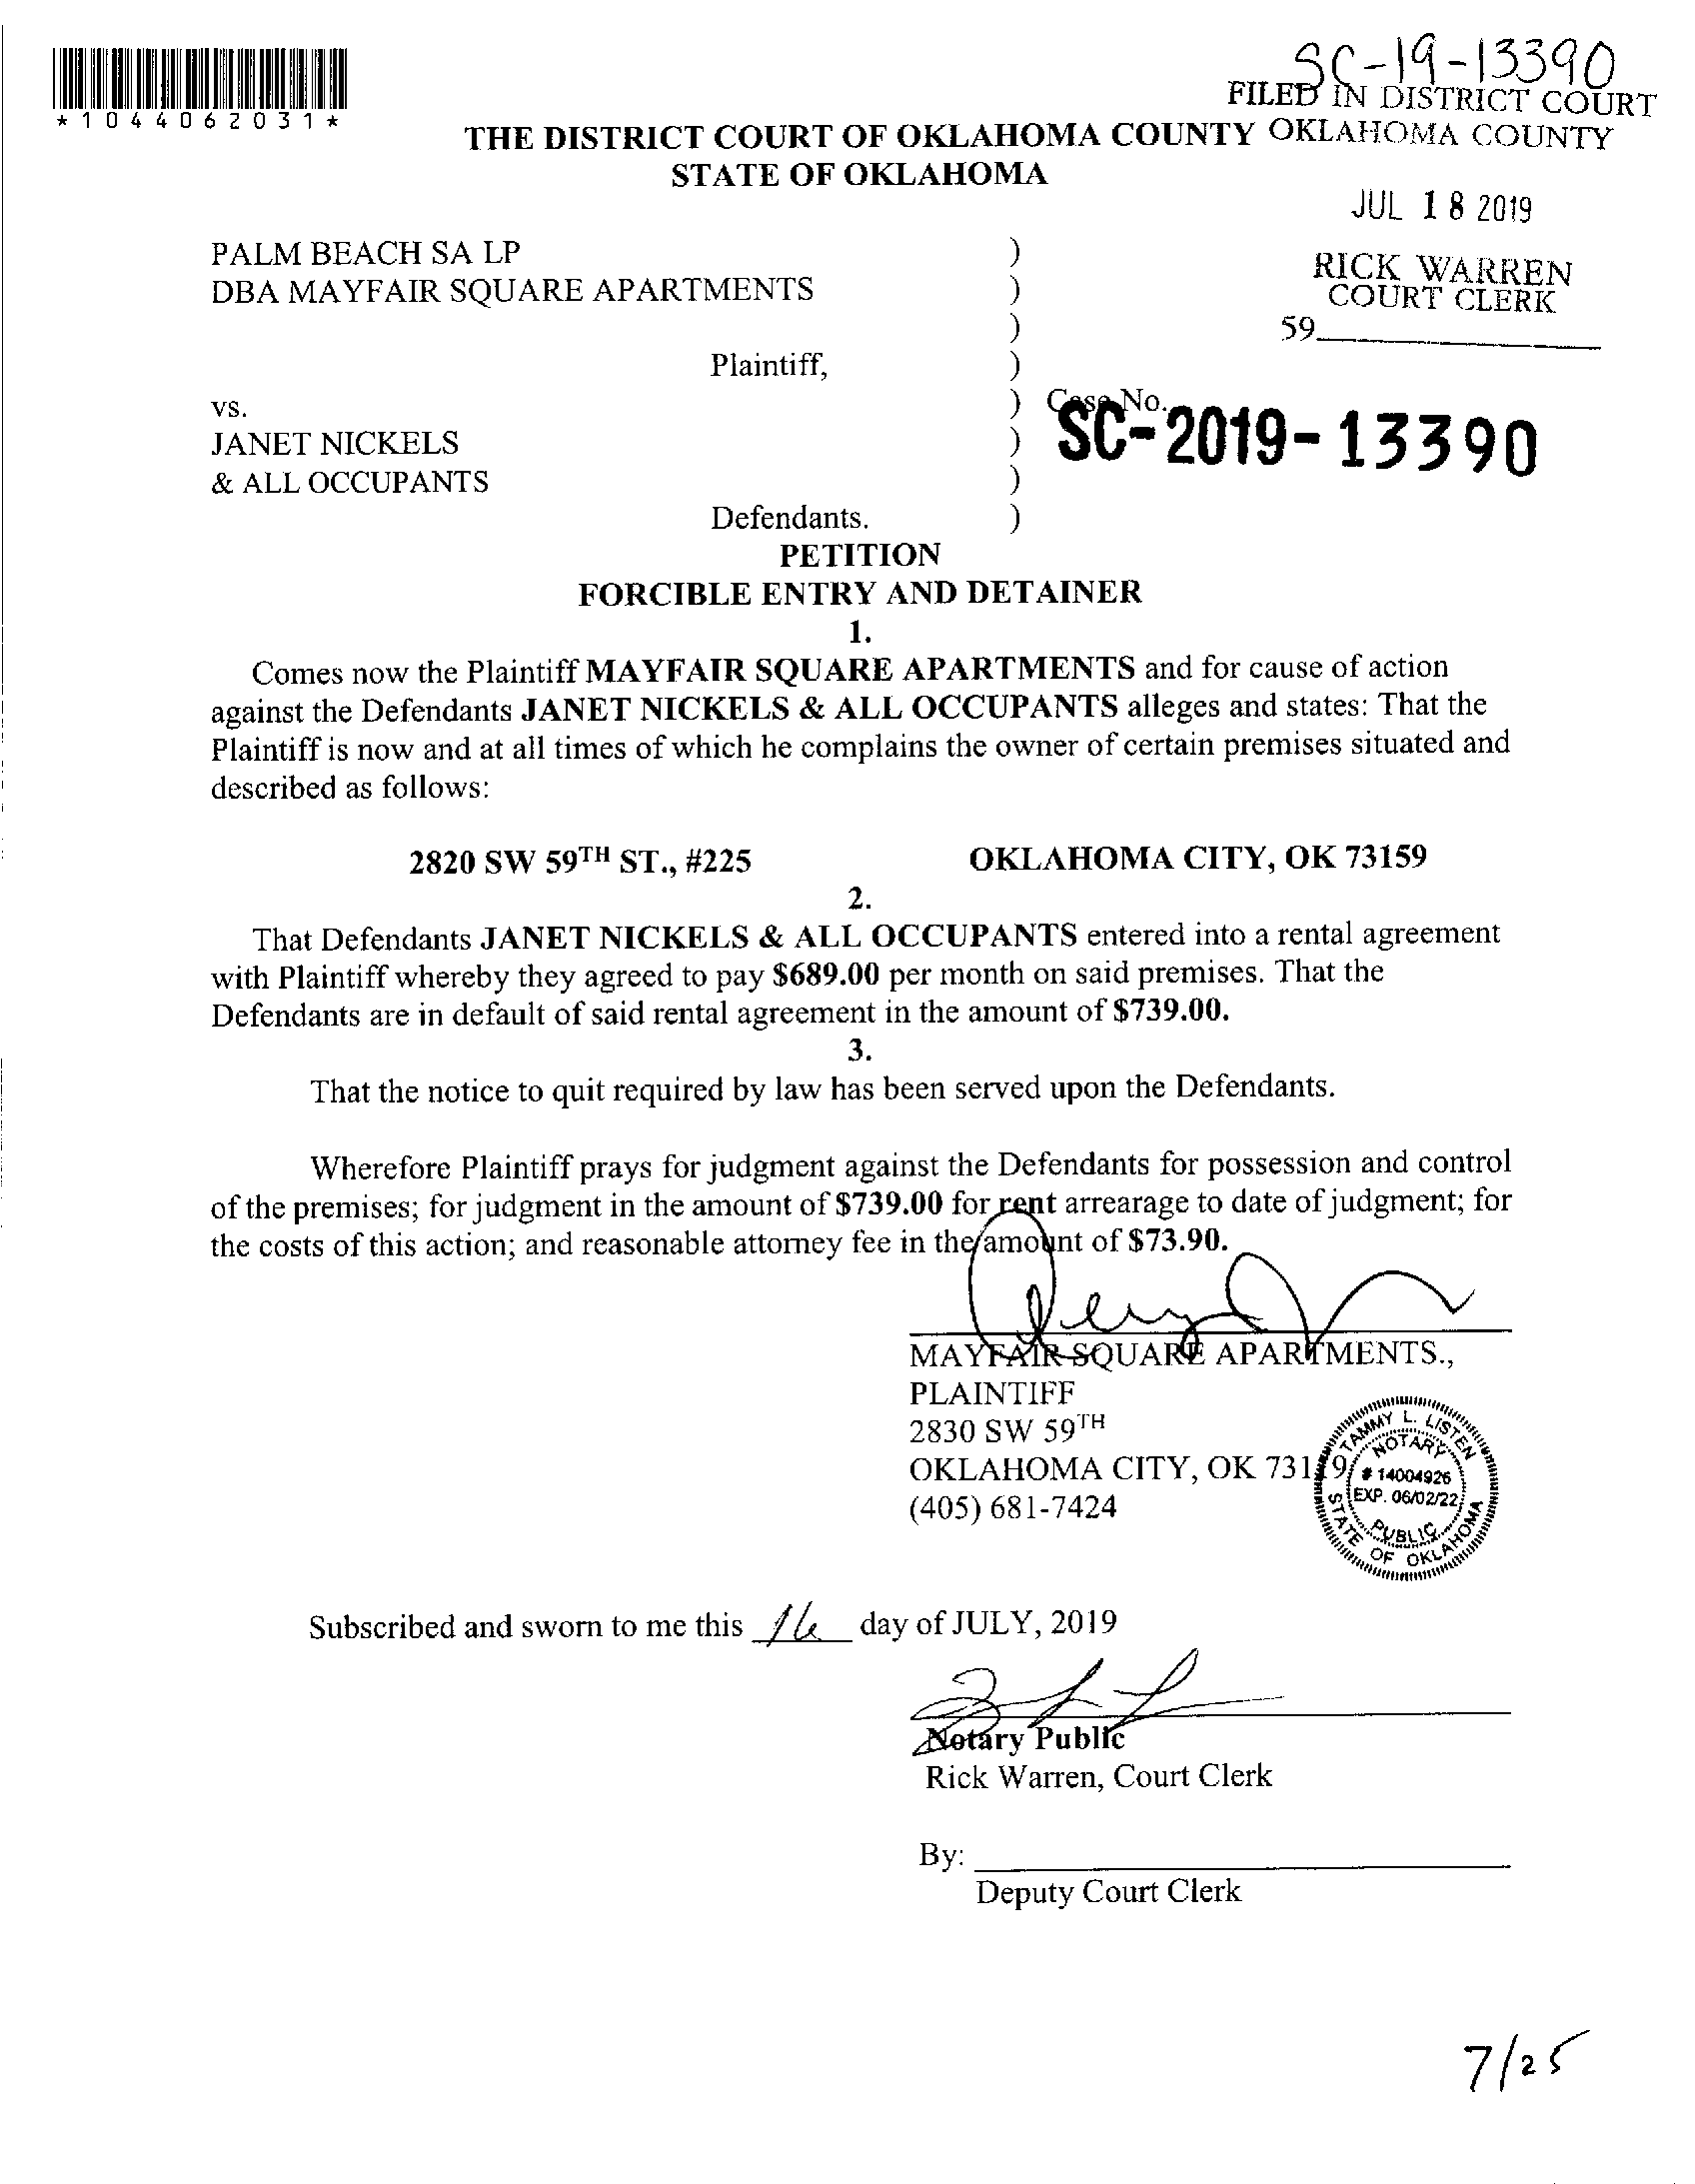 SC-19-13390
FILED IN DISTRICT COURT
OKLAHOMA COUNTY
*1044062031*
THE DISTRICT COURT OF OKLAHOMA COUNTY
STATE OF OKLAHOMA
JUL 18 2019
RICK WARREN
COURT CLERK
59
PALM BEACH SA LP )
DBA MAYFAIR SQUARE APARTMENTS )
)
Plaintiff, )
vs. ) Case No.
SC-2019-13390
JANET NICKELS )
& ALL OCCUPANTS )
Defendants. )
PETITION
FORCIBLE ENTRY AND DETAINER
1.
Comes now the Plaintiff MAYFAIR SQUARE APARTMENTS and for cause of action
against the Defendants JANET NICKELS & ALL OCCUPANTS alleges and states: That the
Plaintiff is now and at all times of which he complains the owner of certain premises situated and
described as follows:
2820 SW 59TH ST., #225 OKLAHOMA CITY, OK 73159
2.
That Defendants JANET NICKELS & ALL OCCUPANTS entered into a rental agreement
with Plaintiff whereby they agreed to pay $689.00 per month on said premises. That the
Defendants are in default of said rental agreement in the amount of $739.00.
3.
That the notice to quit required by law has been served upon the Defendants.
Wherefore Plaintiff prays for judgment against the Defendants for possession and control
of the premises; for judgment in the amount of $739.00 for rent arrearage to date of judgment; for
the costs of this action; and reasonable attorney fee in the amount of $73.90.
MAYFAIR SQUARE APARTMENTS.,
PLAINTIFF
2830 SW 59TH
OKLAHOMA CITY, OK
(405) 681-7424
TAMMY L. LISTEN
NOTARY
# 14004926
EXP. 06/02/22
PUBLIC
STATE OF OKLAHOMA
Subscribed and sworn to me this 16 day of JULY, 2019
Notary Public
Rick Warren, Court Clerk
By:
Deputy Court Clerk
7/25